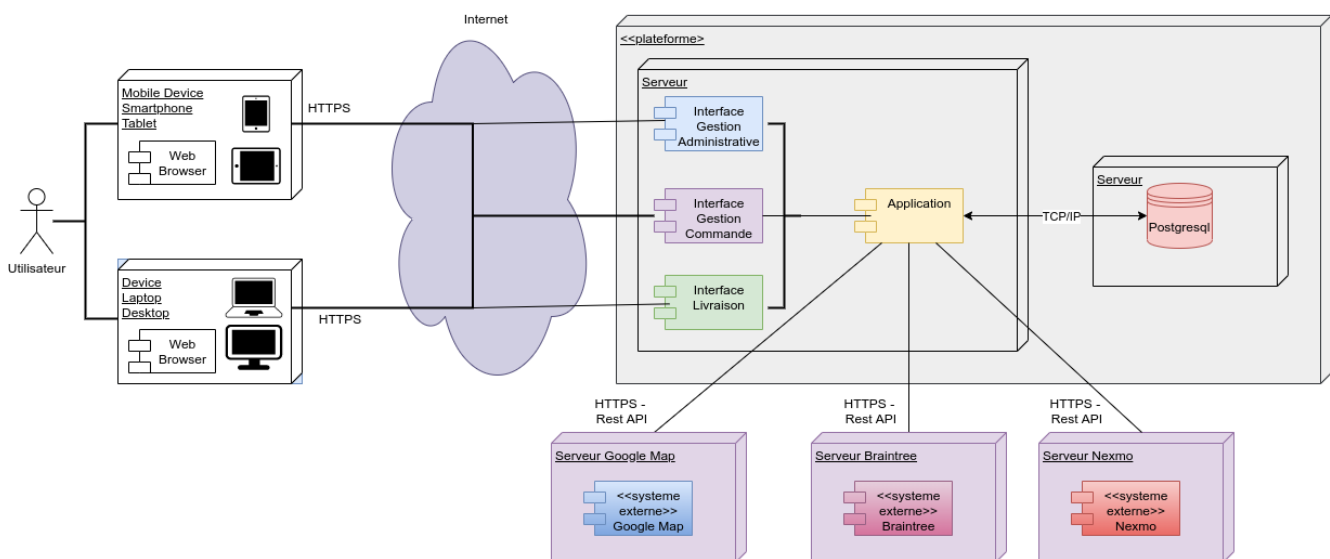 Internet
<<plateforme>
Serveur
Mobile Device
Smartphone
Tablet
Web
Browser
HTTPS
Interface
Gestion
Administrative
Utilisateur
Interface
Gestion
Commande
Application
TCP/IP
Serveur
Postgresql
Device
Laptop
Desktop
Web
Browser
HTTPS
Interface
Livraison
HTTPS -
Rest API
HTTPS -
Rest API
HTTPS -
Rest API
Serveur Google Map
<<systeme
externe>>
Google Map
Serveur Braintree
<<systeme
externe>>
Braintree
Serveur Nexmo
<<systeme
externe>>
Nexmo